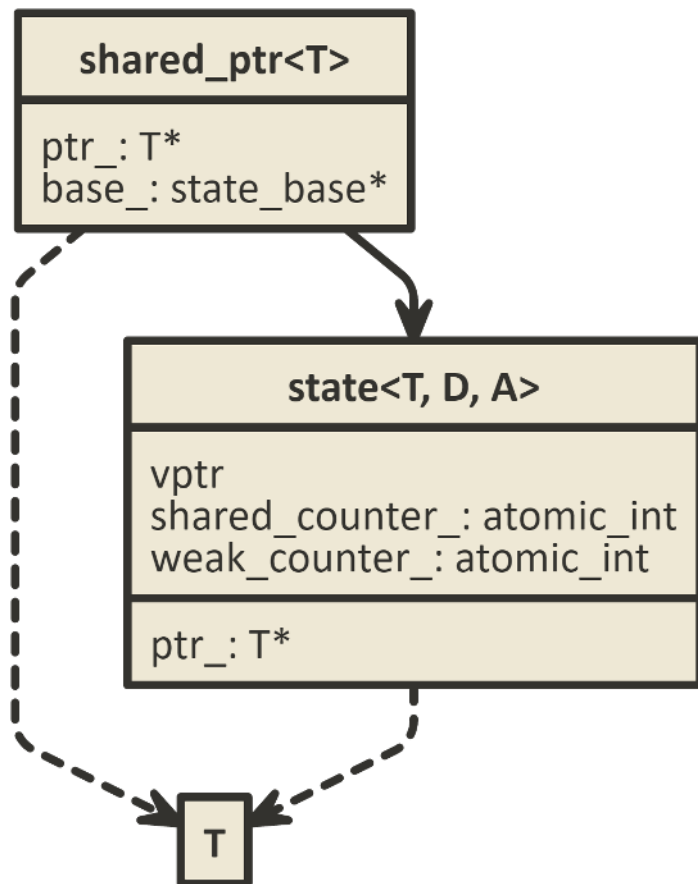 shared_ptr<T>
ptr_: T*
base_: state_base*
state<T, D, A>
vptr
shared_counter_: atomic_int
weak_counter_: atomic_int
ptr_: T*
T